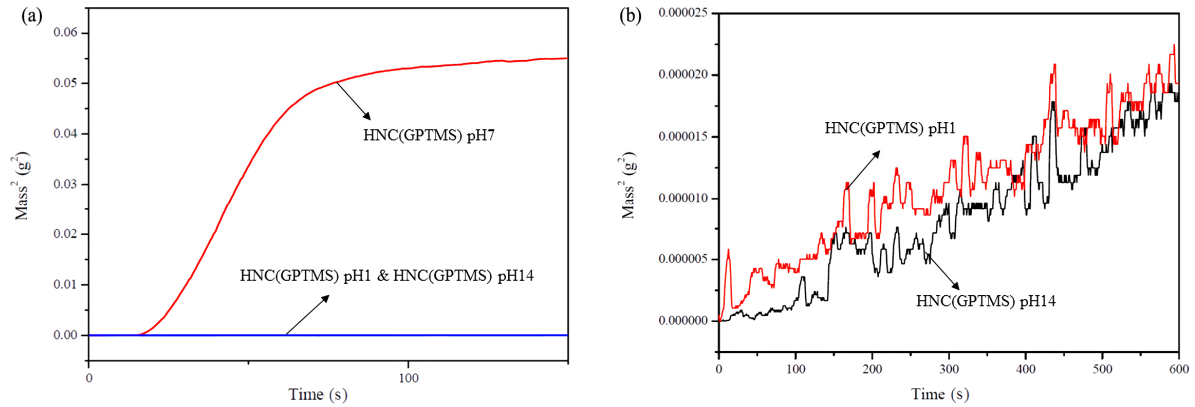 (a)
0.06
0.05
0.04
0.03
0.02
0.01
0.00
Mass² (g²)
HNC(GPTMS) pH7
HNC(GPTMS) pH1 & HNC(GPTMS) pH14
0
100
Time (s)
(b)
0.000025
0.000020
0.000015
0.000010
0.000005
0.000000
Mass² (g²)
HNC(GPTMS) pH1
HNC(GPTMS) pH14
0
100
200
300
400
500
600
Time (s)